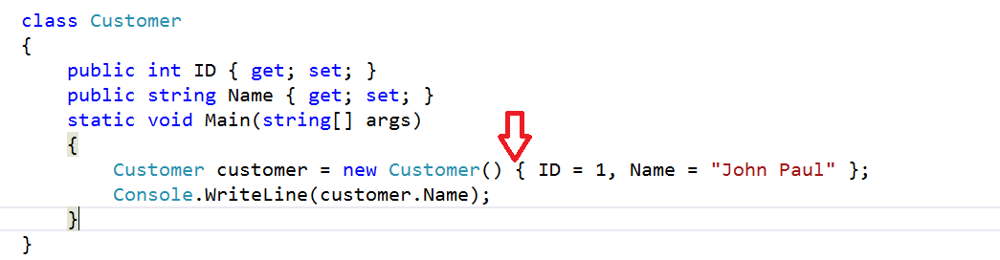 class Customer
{
    public int ID { get; set; }
    public string Name { get; set; }
    static void Main(string[] args)
    {
        Customer customer = new Customer() { ID = 1, Name = "John Paul" };
        Console.WriteLine(customer.Name);
    }
}